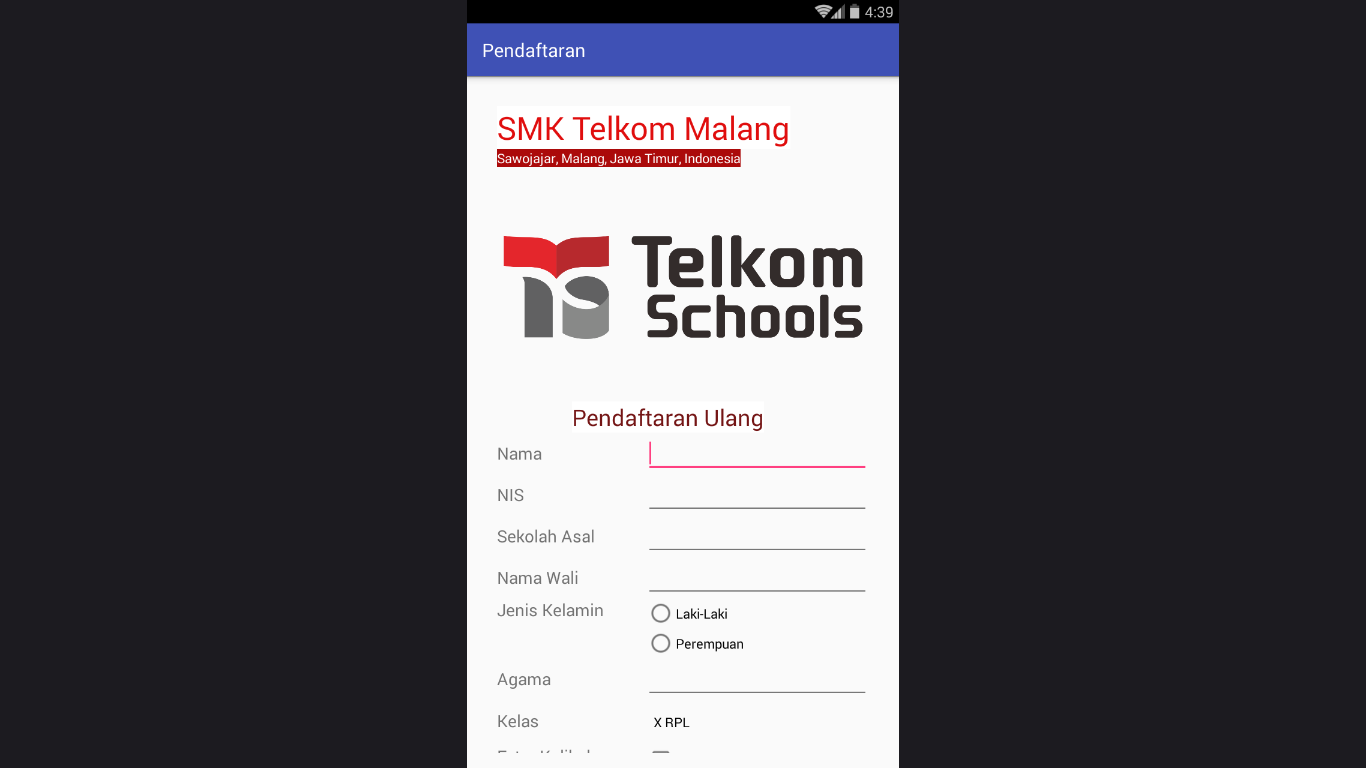 4:39
Pendaftaran
SMK Telkom Malang
Sawojajar, Malang, Jawa Timur, Indonesia
Telkom
Schools
Pendaftaran Ulang
Nama
NIS
Sekolah Asal
Nama Wali
Jenis Kelamin
Laki-Laki
Perempuan
Agama
Kelas
X RPL